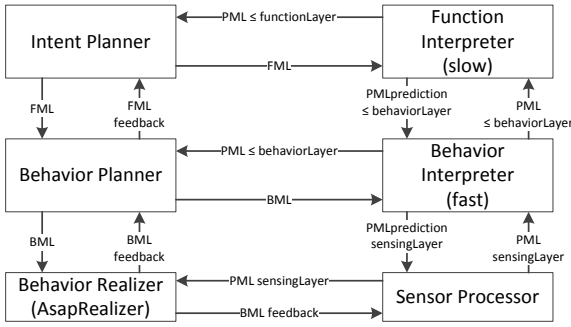 Intent Planner
PML ≤ functionLayer
FML
Function
Interpreter
(slow)
FML
FML
feedback
PMLprediction
≤ behaviorLayer
PML
≤ behaviorLayer
Behavior Planner
PML ≤ behaviorLayer
BML
Behavior
Interpreter
(fast)
BML
BML
feedback
PMLprediction
sensingLayer
PML
sensingLayer
Behavior Realizer
(AsapRealizer)
PML sensingLayer
BML feedback
Sensor Processor